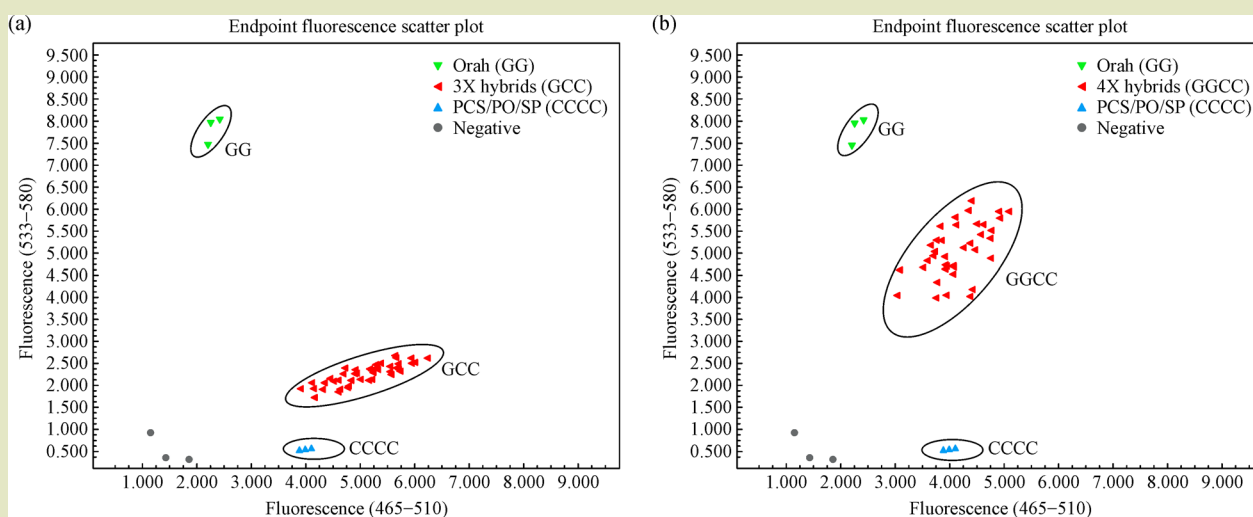 (a)
Endpoint fluorescence scatter plot
9.500
9.000
8.500
8.000
7.500
7.000
6.500
6.000
5.500
5.000
4.500
4.000
3.500
3.000
2.500
2.000
1.500
0.500
Fluorescence (533−580)
Orah (GG)
3X hybrids (GCC)
PCS/PO/SP (CCCC)
Negative
GG
GCC
CCCC
1.000 2.000 3.000 4.000 5.000 6.000 7.000 8.000 9.000
Fluorescence (465−510)
(b)
Endpoint fluorescence scatter plot
9.500
9.000
8.500
8.000
7.500
7.000
6.500
6.000
5.500
5.000
4.500
4.000
3.500
3.000
2.500
2.000
1.500
0.500
Fluorescence (533−580)
Orah (GG)
4X hybrids (GGCC)
PCS/PO/SP (CCCC)
Negative
GG
GGCC
CCCC
1.000 2.000 3.000 4.000 5.000 6.000 7.000 8.000 9.000
Fluorescence (465−510)